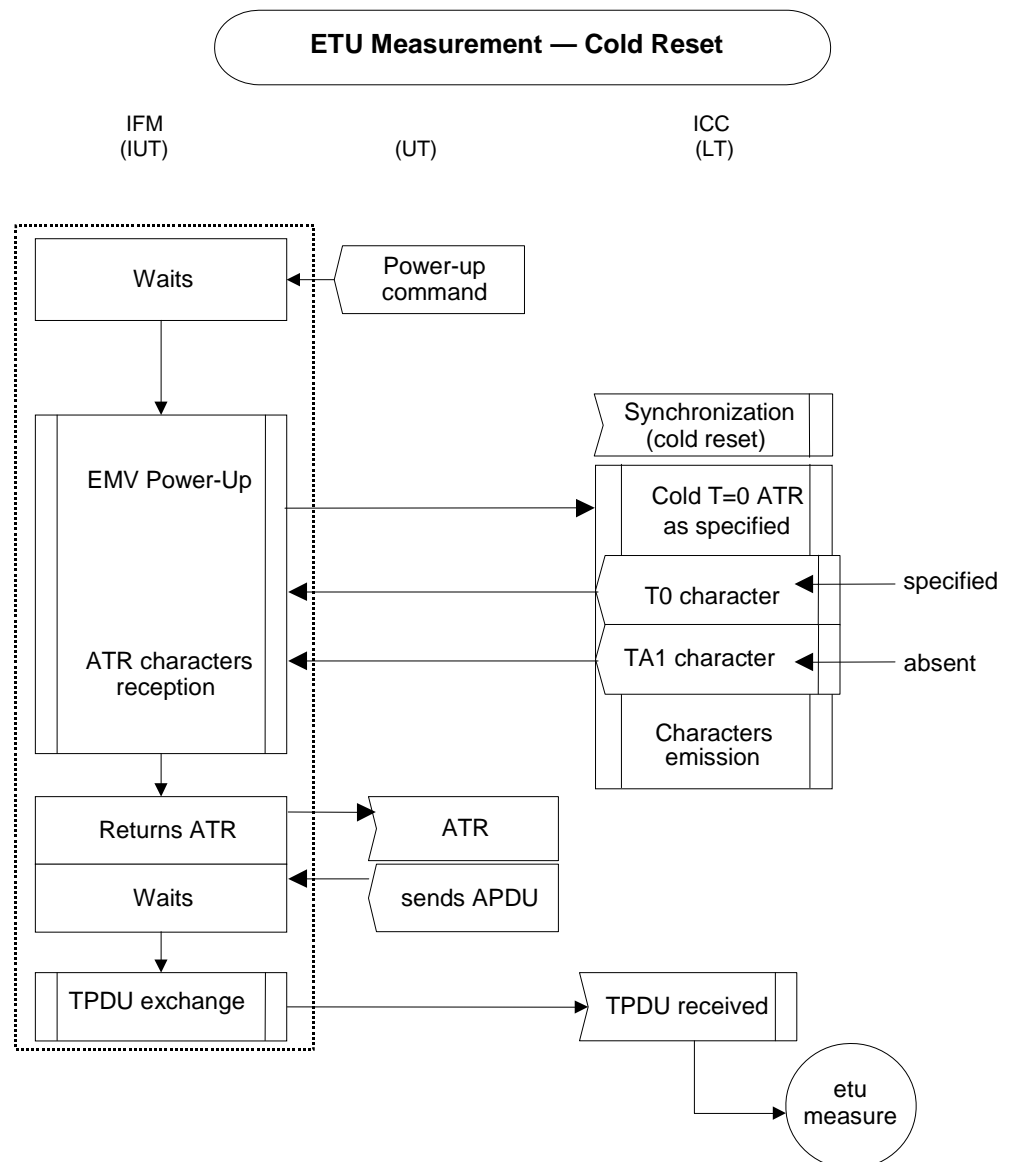 ETU Measurement — Cold Reset
IFM
(IUT)
(UT)
ICC
(LT)
Waits
Power-up
command
Synchronization
(cold reset)
EMV Power-Up
Cold T=0 ATR
as specified
T0 character
specified
ATR characters
reception
TA1 character
absent
Characters
emission
Returns ATR
ATR
Waits
sends APDU
TPDU exchange
TPDU received
etu
measure